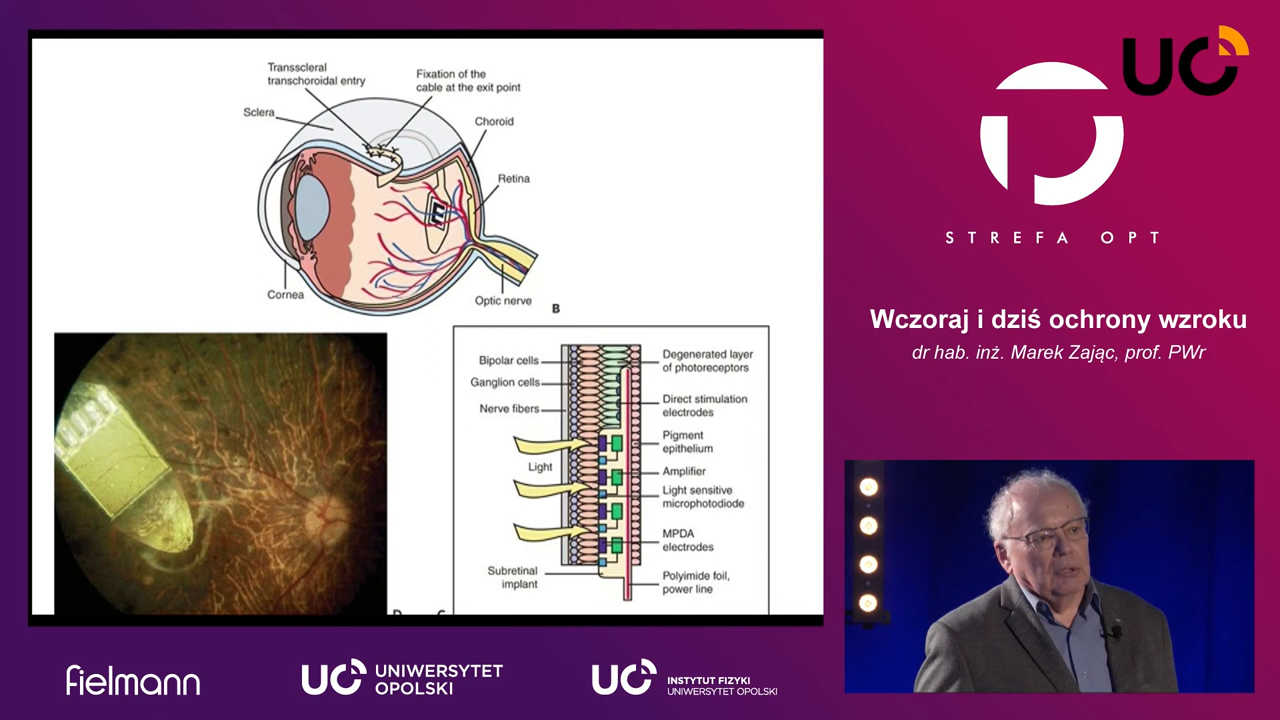 Transscleral
transchoroidal entry
Fixation of the
cable at the exit point
Sclera
Choroid
Retina
Cornea
Optic nerve
B
Bipolar cells
Ganglion cells
Nerve fibers
Light
Subretinal
implant
Degenerated layer
of photoreceptors
Direct stimulation
electrodes
Pigment
epithelium
Amplifier
Light sensitive
microphotodiode
MPDA
electrodes
Polyimide foil,
power line
D C
UO
STREFA OPT
Wczoraj i dziś ochrony wzroku
dr hab. inż. Marek Zając, prof. PWr
fielmann
UO UNIWERSYTET
OPOLSKI
UO INSTYTUT FIZYKI
UNIWERSYTET OPOLSKI